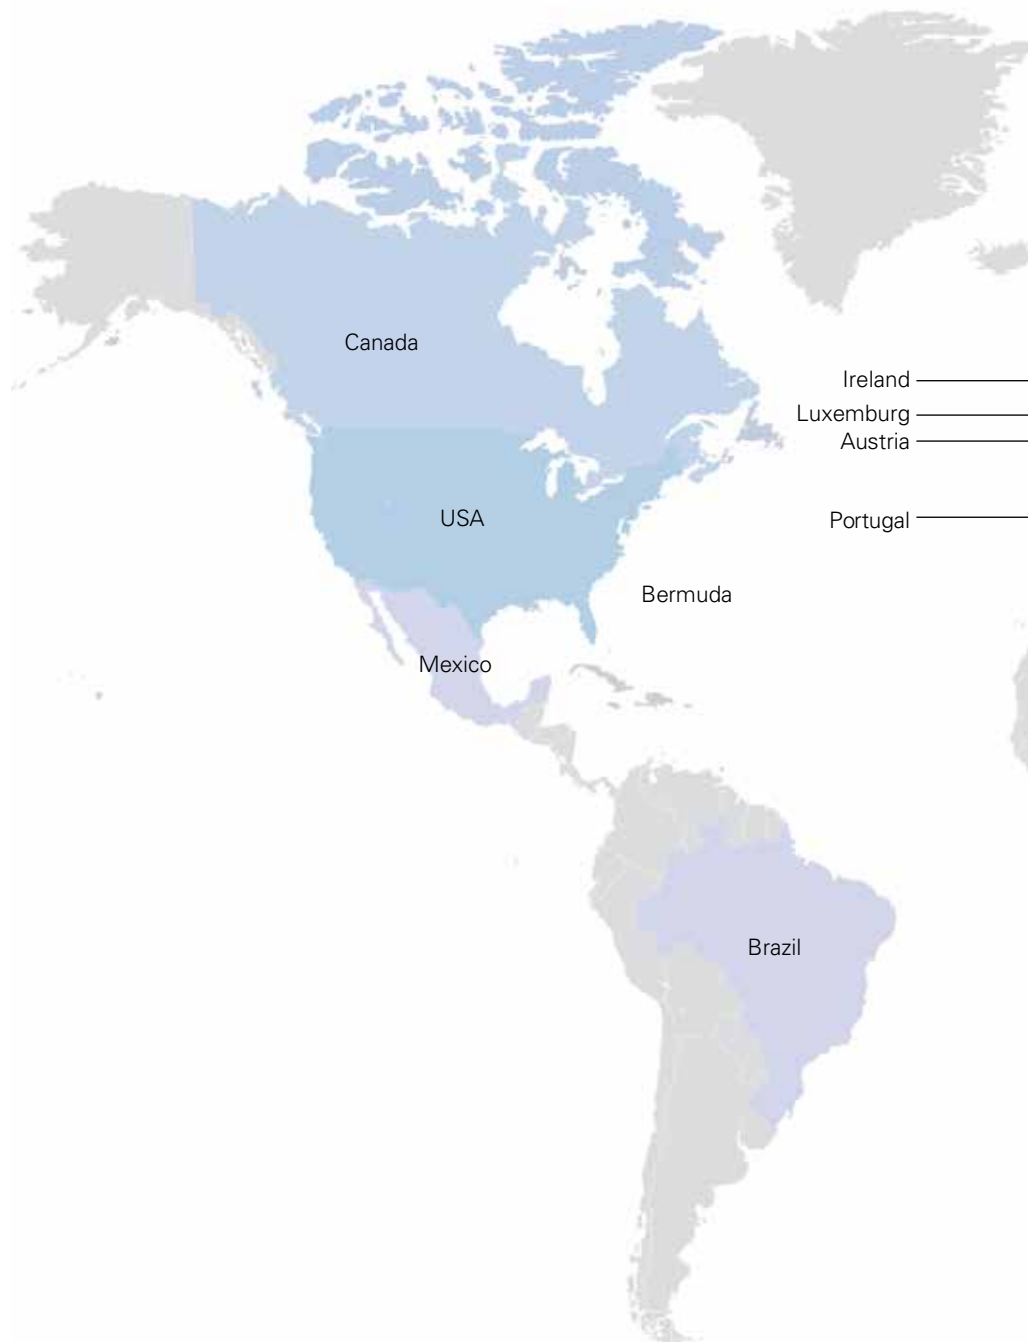 Canada
Ireland
Luxemburg
Austria
USA
Portugal
Bermuda
Mexico
Brazil